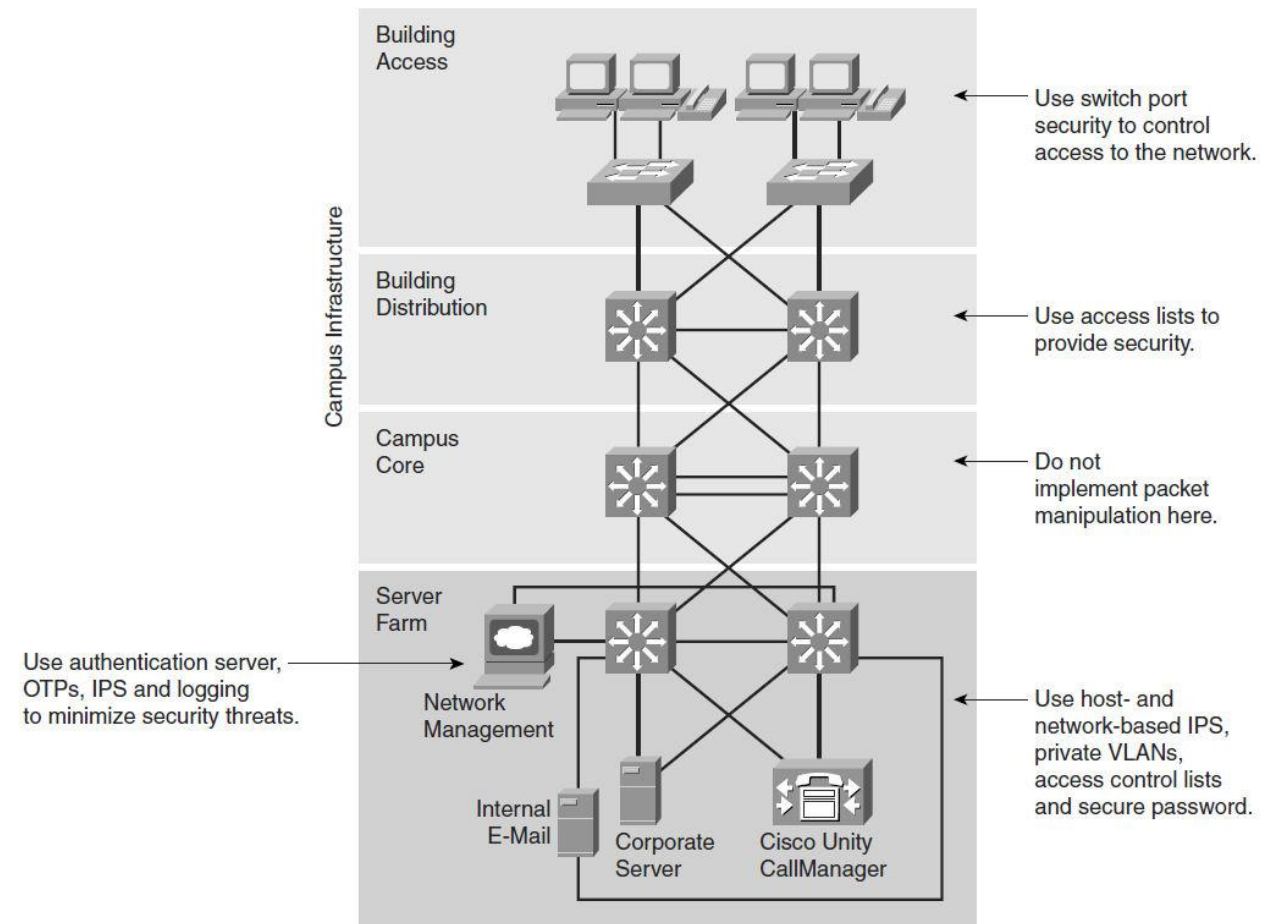 Building
Access
Use switch port
security to control
access to the network.
Campus Infrastructure
Building
Distribution
Use access lists to
provide security.
Campus
Core
Do not
implement packet
manipulation here.
Server
Farm
Use authentication server,
OTPs, IPS and logging
to minimize security threats.
Network
Management
Use host- and
network-based IPS,
private VLANs,
access control lists
and secure password.
Internal
E-Mail
Corporate
Server
Cisco Unity
CallManager